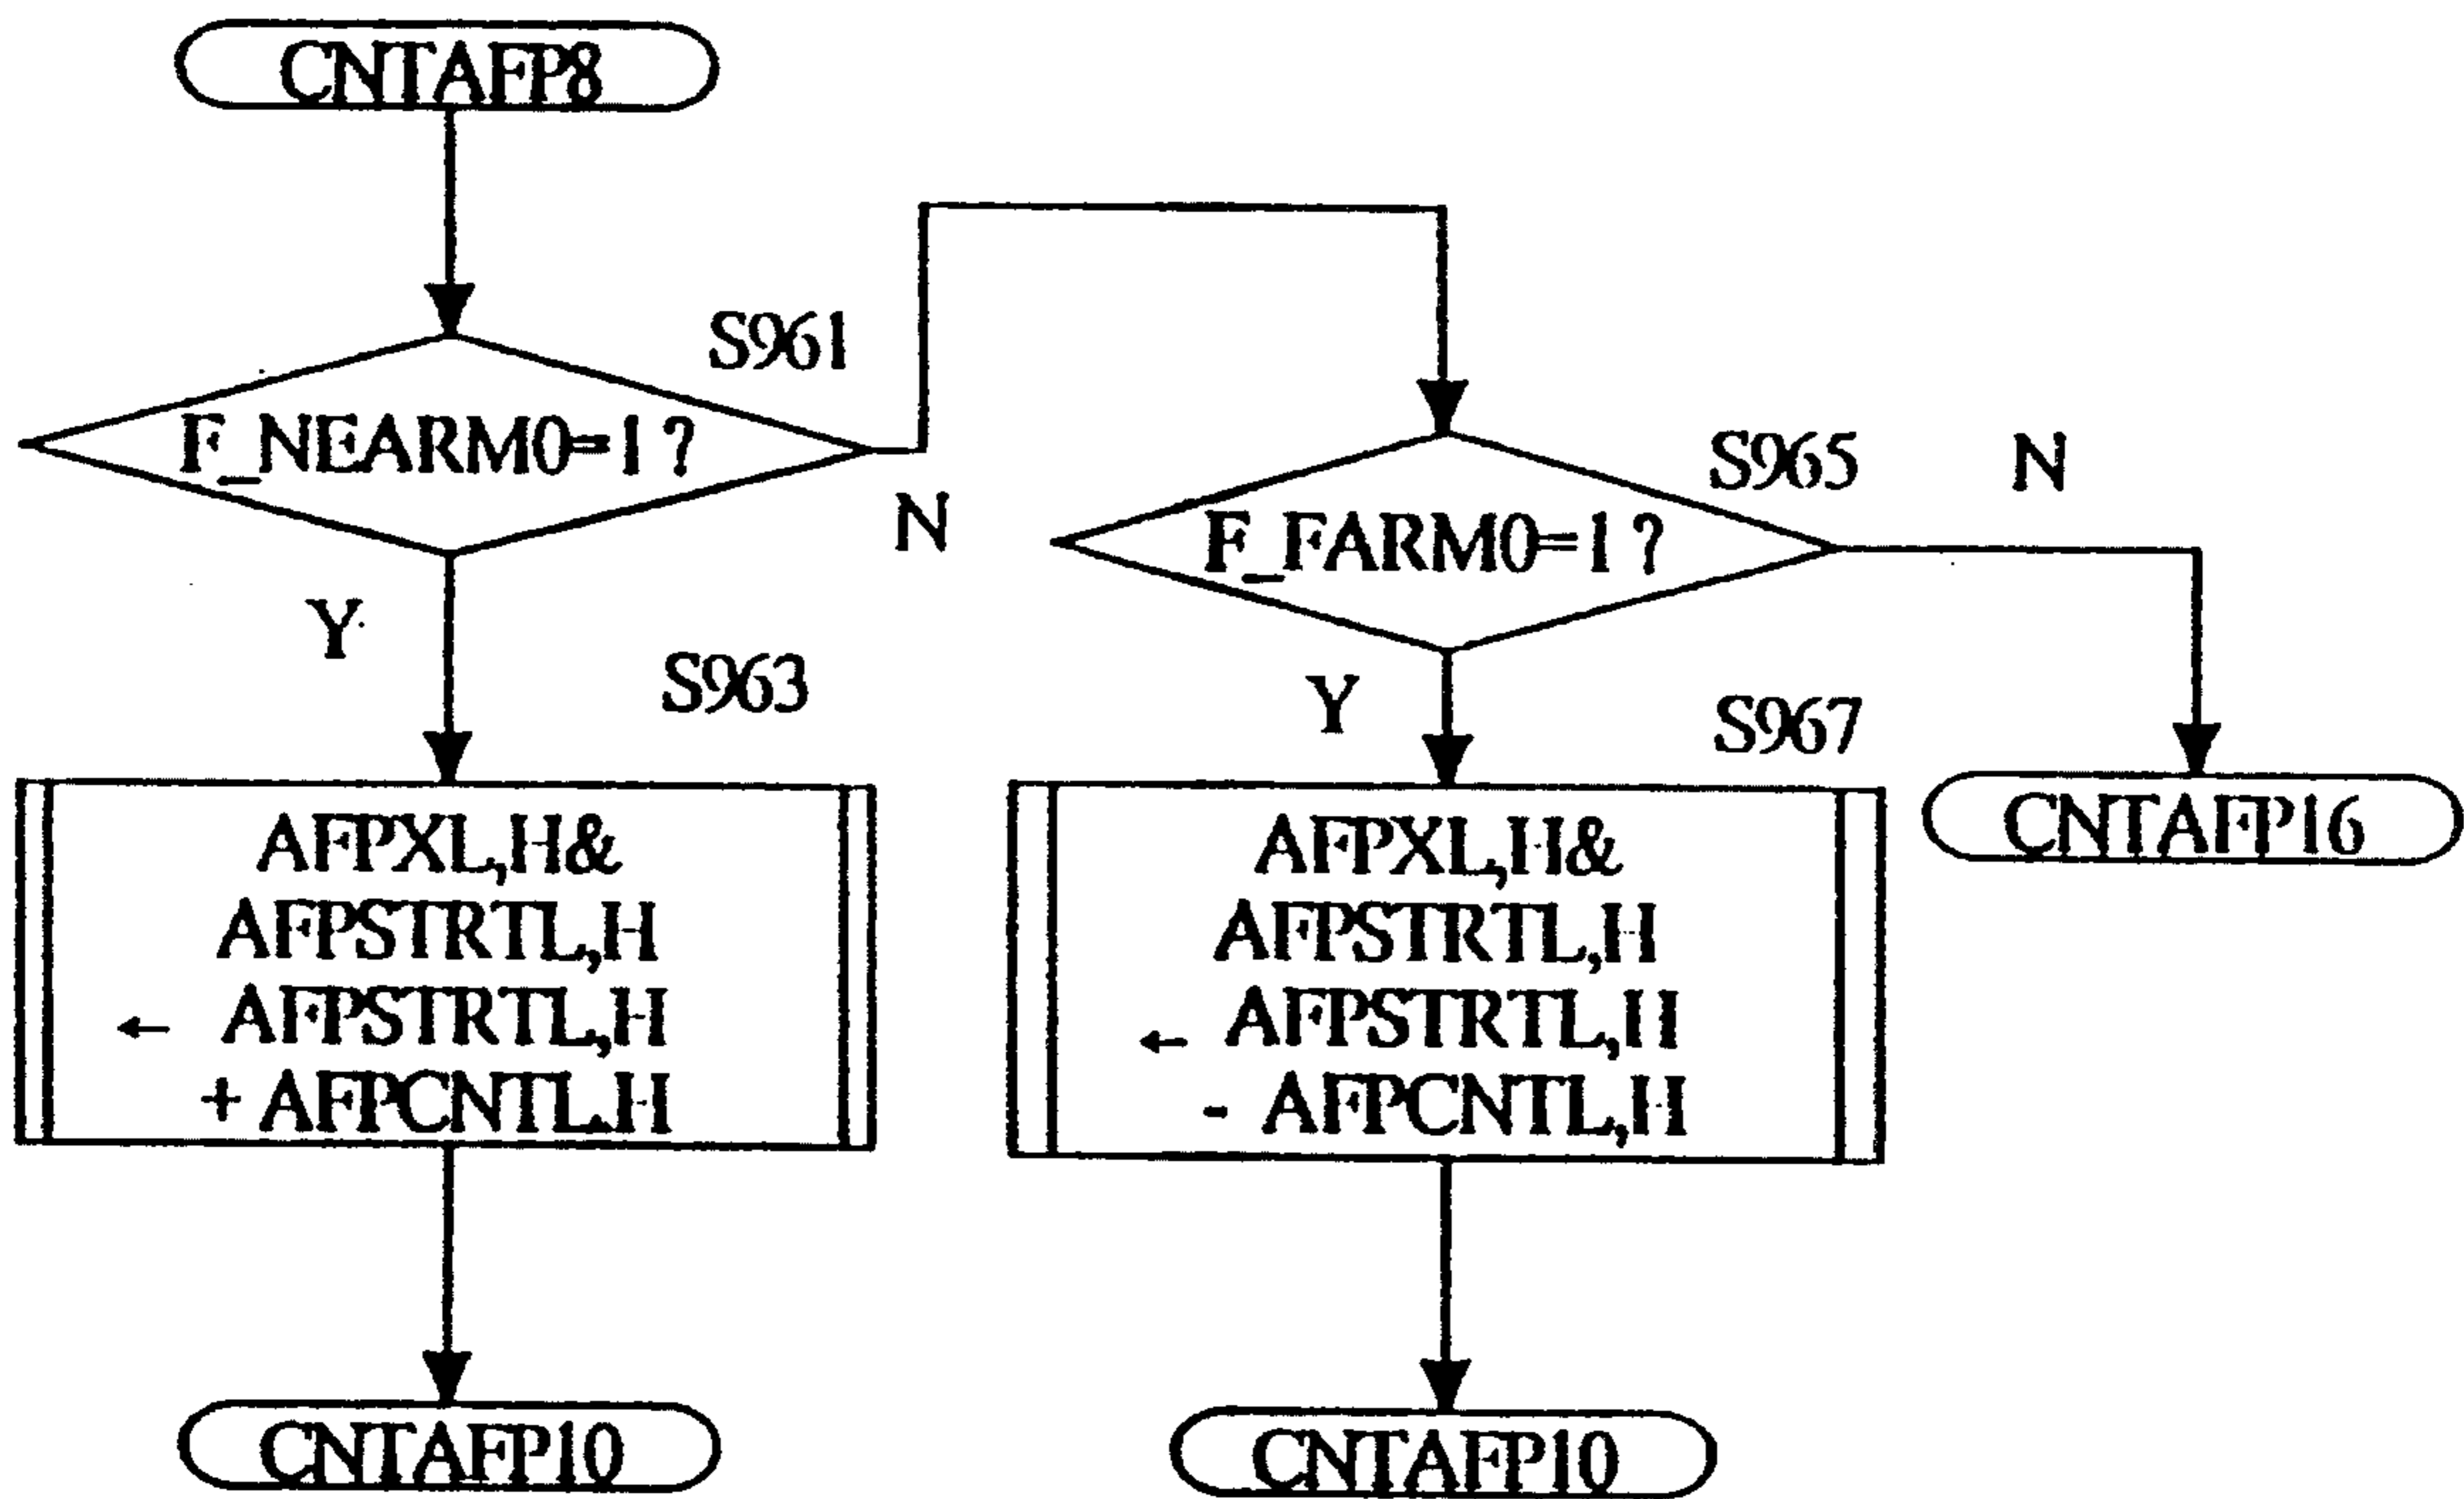 CNTAFP8
S961
F_NEARM0=1?
N
Y
S963
AFPXL,H&
AFPSTRTL,H
← AFPSTRTL,H
+ AFPCNTL,H
CNTAFP10
S965
N
F_FARM0=1?
Y
S967
AFPXL,H&
AFPSTRTL,H
← AFPSTRTL,H
- AFPCNTL,H
CNTAFP10
CNTAFP16